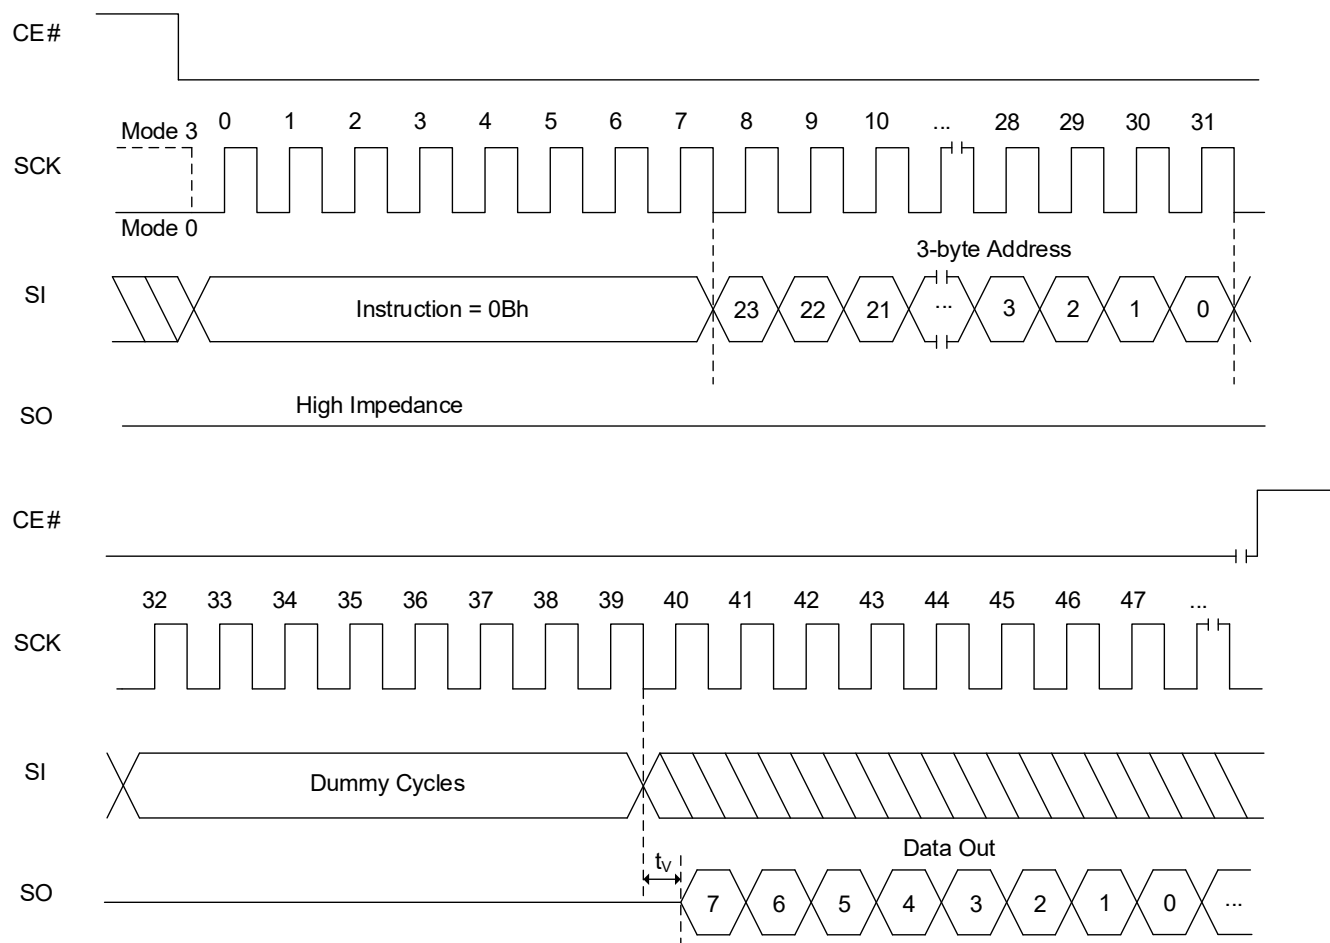 CE#
Mode 3 0 1 2 3 4 5 6 7 8 9 10 ... 28 29 30 31
SCK
Mode 0
3-byte Address
SI Instruction = 0Bh 23 22 21 ... 3 2 1 0
SO High Impedance
CE#
32 33 34 35 36 37 38 39 40 41 42 43 44 45 46 47 ...
SCK
SI Dummy Cycles
Data Out
tV
SO 7 6 5 4 3 2 1 0 ...